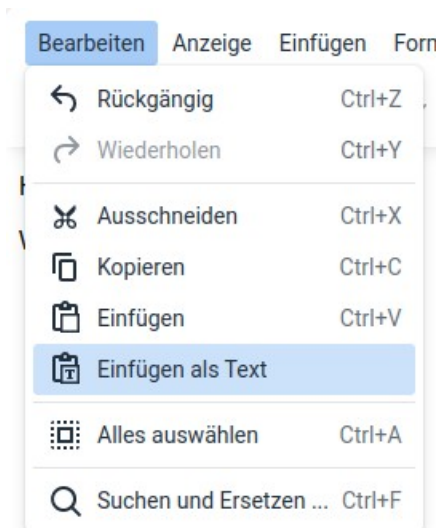 Bearbeiten Anzeige Einfügen Forn
Rückgängig Ctrl+Z
Wiederholen Ctrl+Y
Ausschneiden Ctrl+X
Kopieren Ctrl+C
Einfügen Ctrl+V
Einfügen als Text
Alles auswählen Ctrl+A
Suchen und Ersetzen ... Ctrl+F